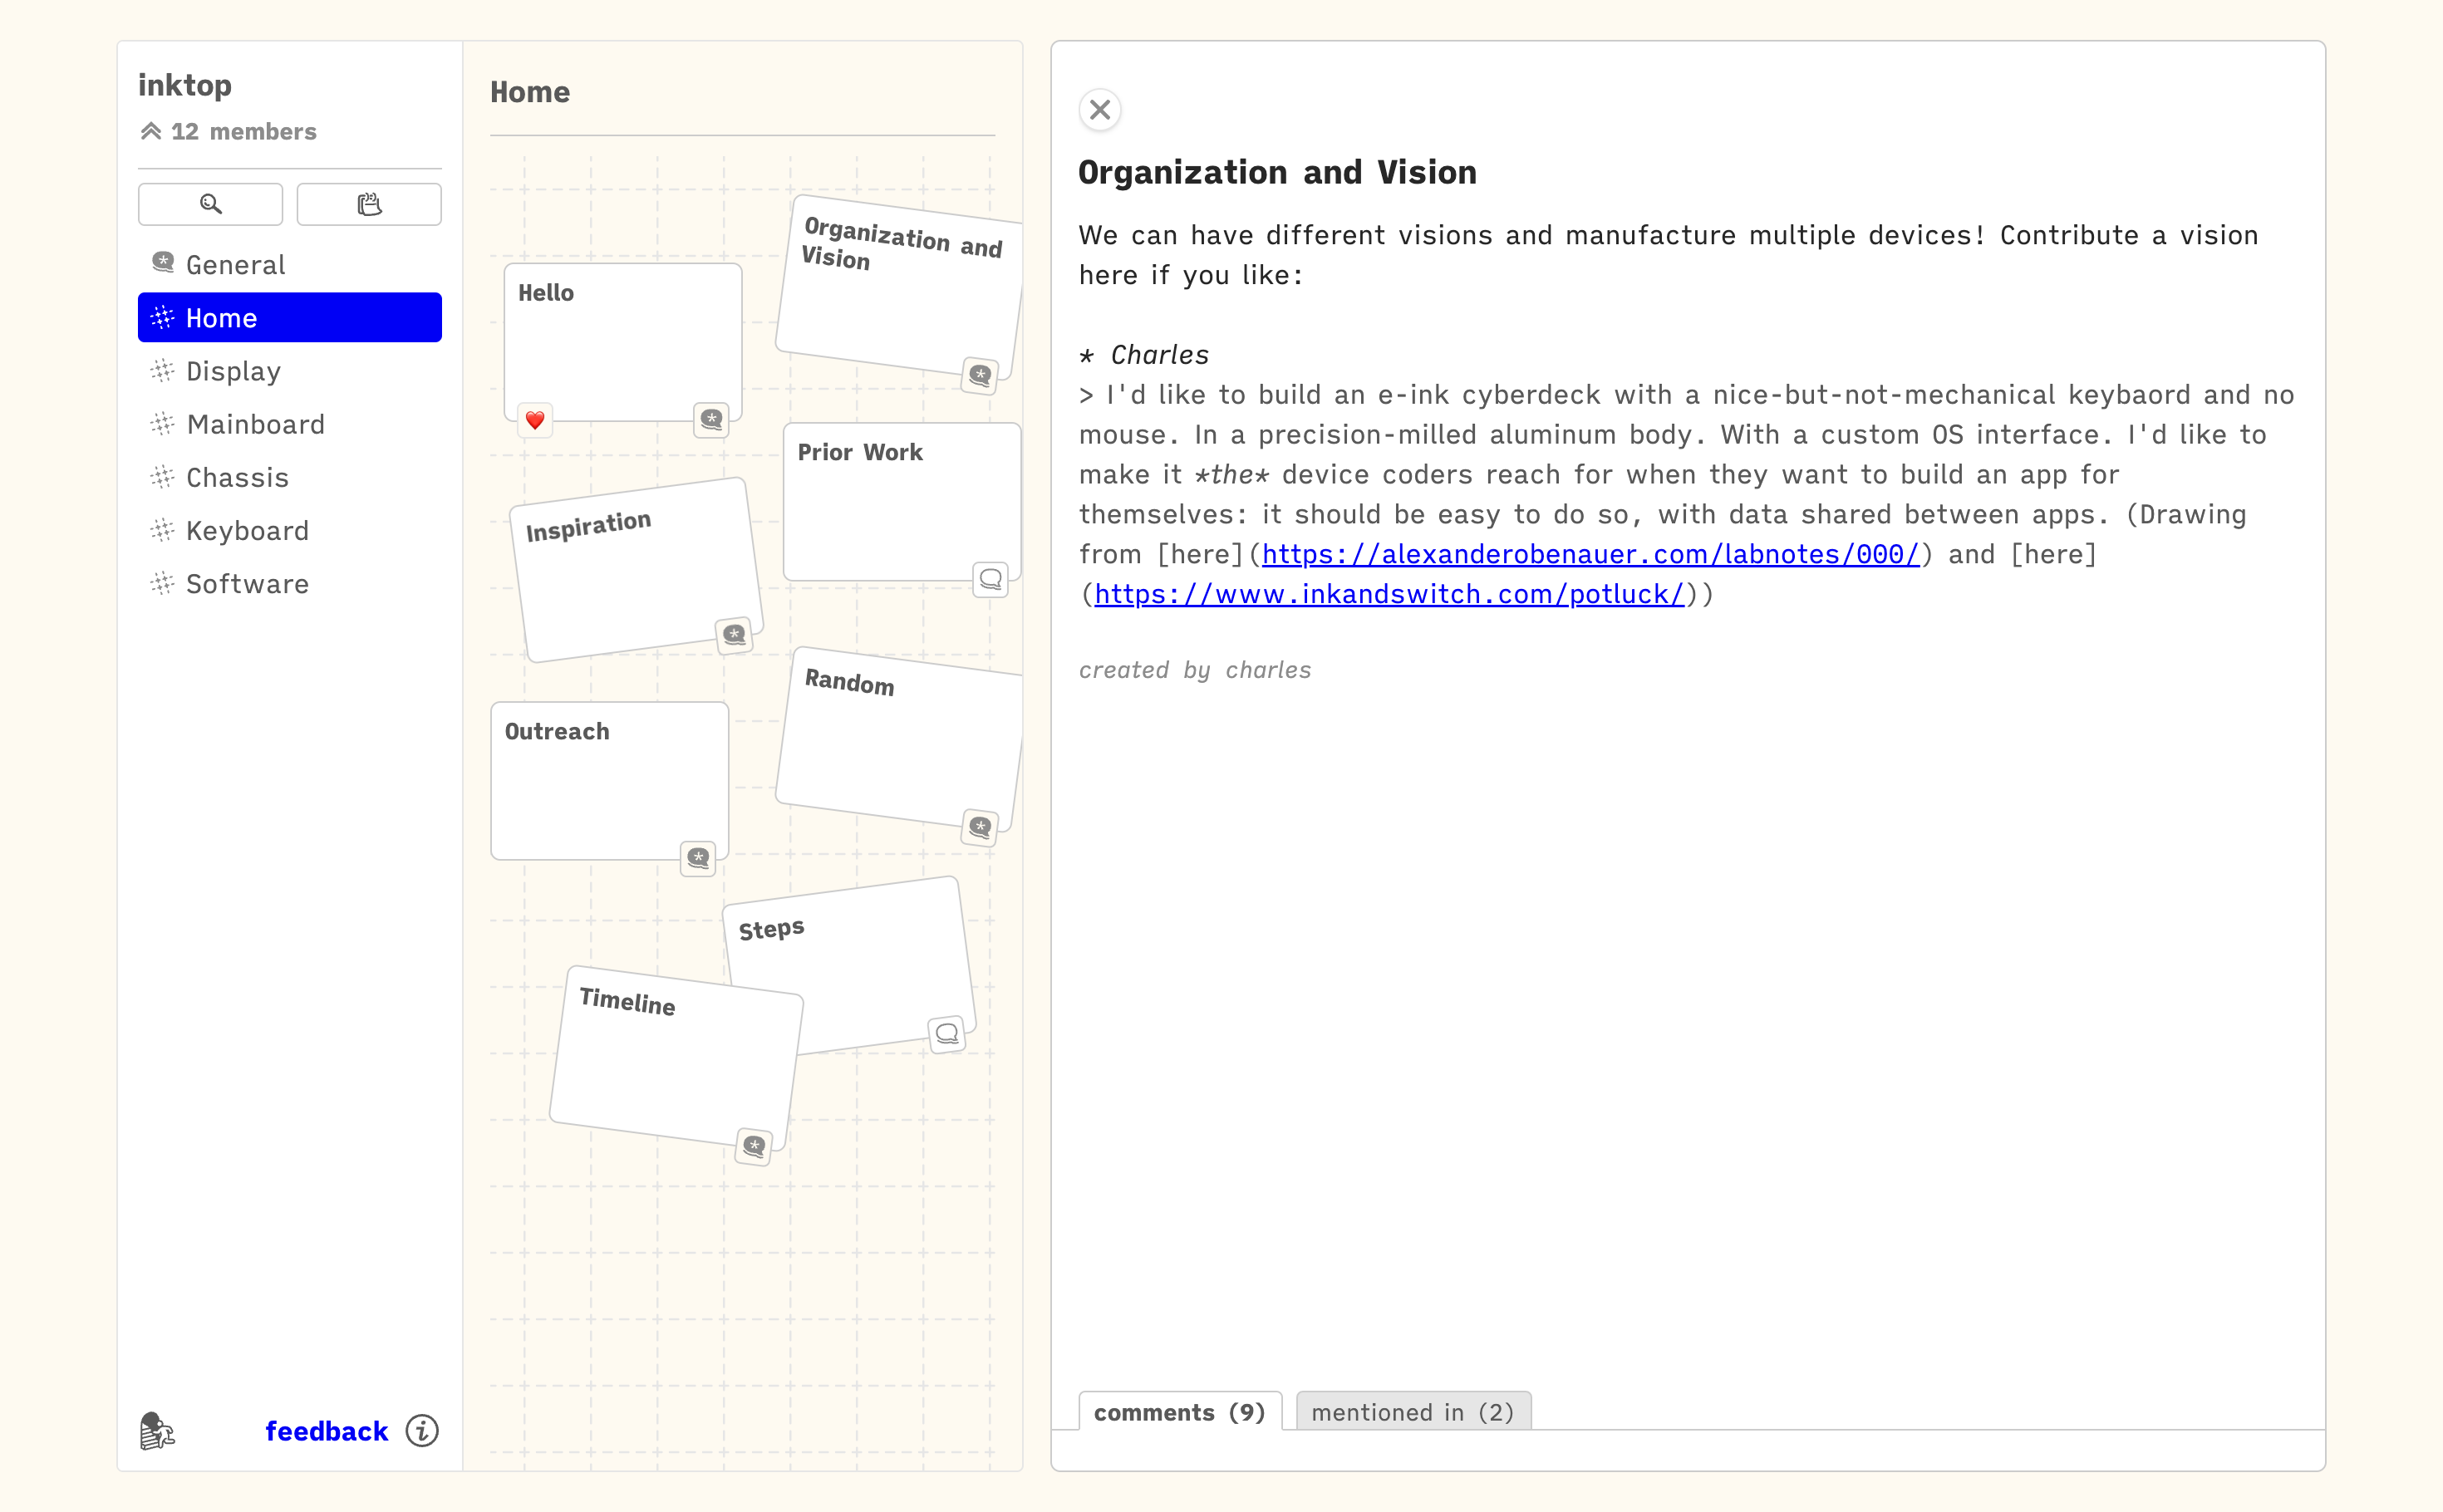 inktop
12 members
General
Home
Display
Mainboard
Chassis
Keyboard
Software
feedback
Home
Organization and
Vision
Hello
Prior Work
Inspiration
Random
Outreach
Steps
Timeline
Organization and Vision
We can have different visions and manufacture multiple devices! Contribute a vision
here if you like:
* Charles
> I'd like to build an e-ink cyberdeck with a nice-but-not-mechanical keybaord and no
mouse. In a precision-milled aluminum body. With a custom OS interface. I'd like to
make it *the* device coders reach for when they want to build an app for
themselves: it should be easy to do so, with data shared between apps. (Drawing
from [here](https://alexanderobenauer.com/labnotes/000/) and [here]
(https://www.inkandswitch.com/potluck/))
created by charles
comments (9)
mentioned in (2)